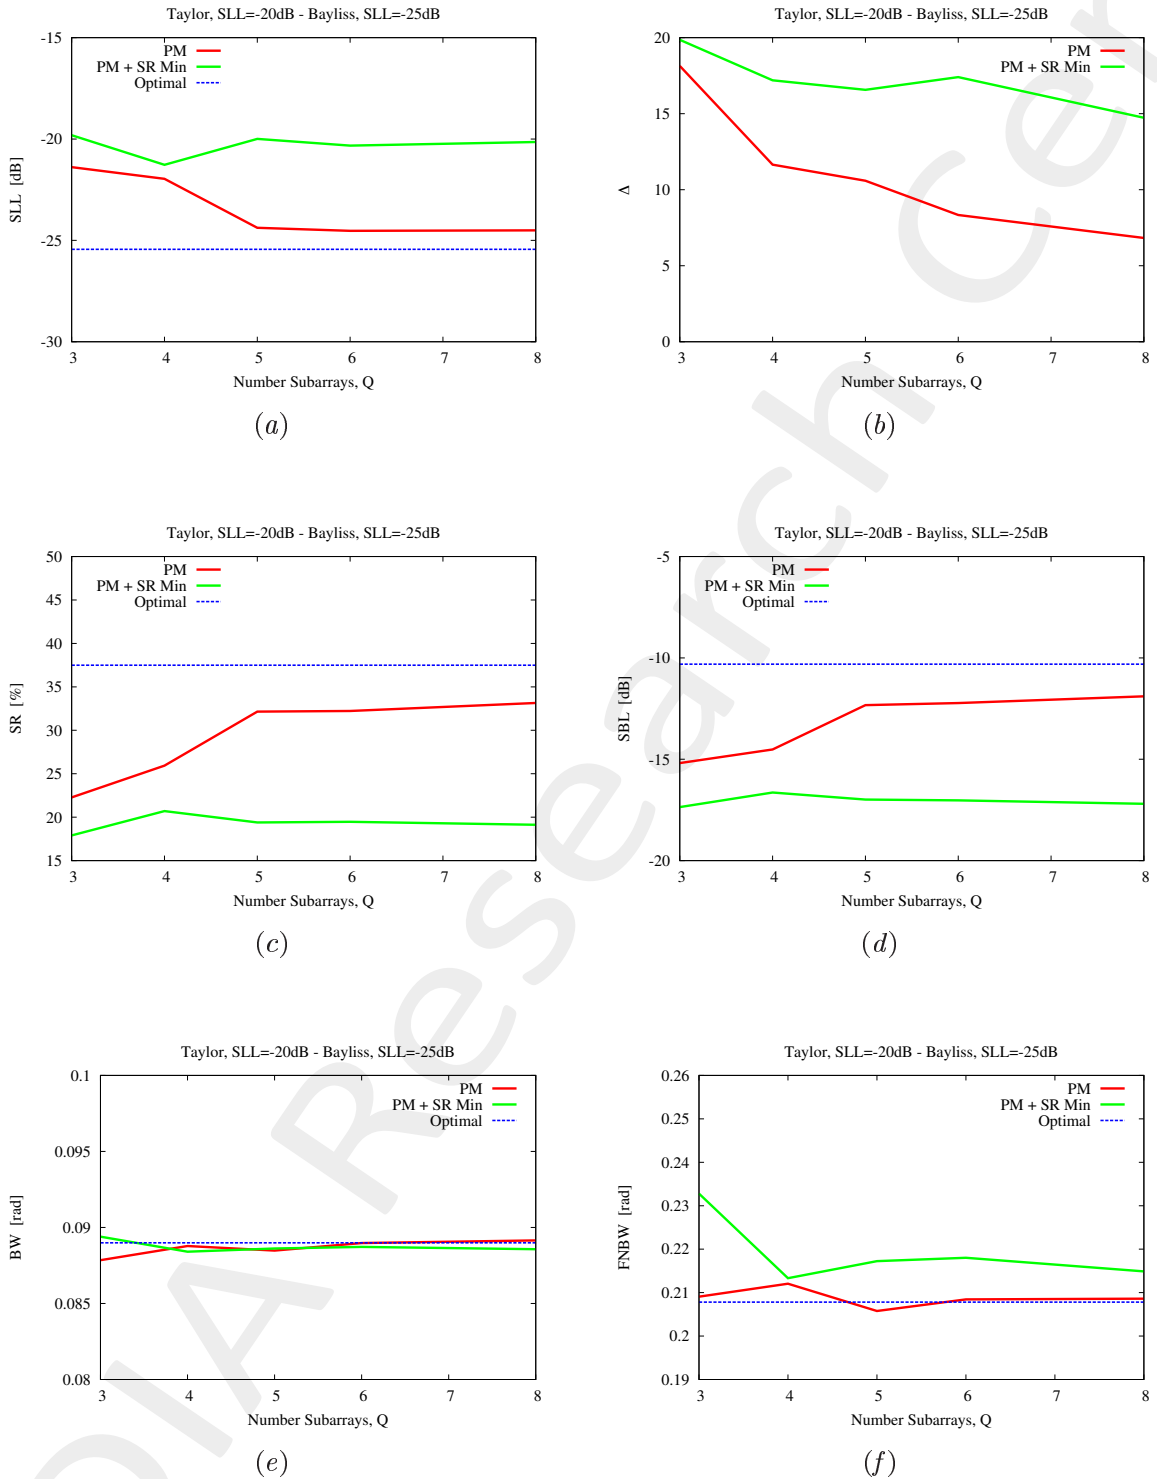 Taylor, SLL=-20dB - Bayliss, SLL=-25dB
PM
PM + SR Min
Optimal
-15
-20
-25
-30
SLL [dB]
3 4 5 6 7 8
Number Subarrays, Q
(a)
Taylor, SLL=-20dB - Bayliss, SLL=-25dB
PM
PM + SR Min
20
15
10
5
0
Δ
3 4 5 6 7 8
Number Subarrays, Q
(b)
Taylor, SLL=-20dB - Bayliss, SLL=-25dB
PM
PM + SR Min
Optimal
50
45
40
35
30
25
20
15
SR [%]
3 4 5 6 7 8
Number Subarrays, Q
(c)
Taylor, SLL=-20dB - Bayliss, SLL=-25dB
PM
PM + SR Min
Optimal
-5
-10
-15
-20
SBL [dB]
3 4 5 6 7 8
Number Subarrays, Q
(d)
Taylor, SLL=-20dB - Bayliss, SLL=-25dB
PM
PM + SR Min
Optimal
0.1
0.095
0.09
0.085
0.08
BW [rad]
3 4 5 6 7 8
Number Subarrays, Q
(e)
Taylor, SLL=-20dB - Bayliss, SLL=-25dB
PM
PM + SR Min
Optimal
0.26
0.25
0.24
0.23
0.22
0.21
0.2
0.19
FNBW [rad]
3 4 5 6 7 8
Number Subarrays, Q
(f)
DIA Research Cen